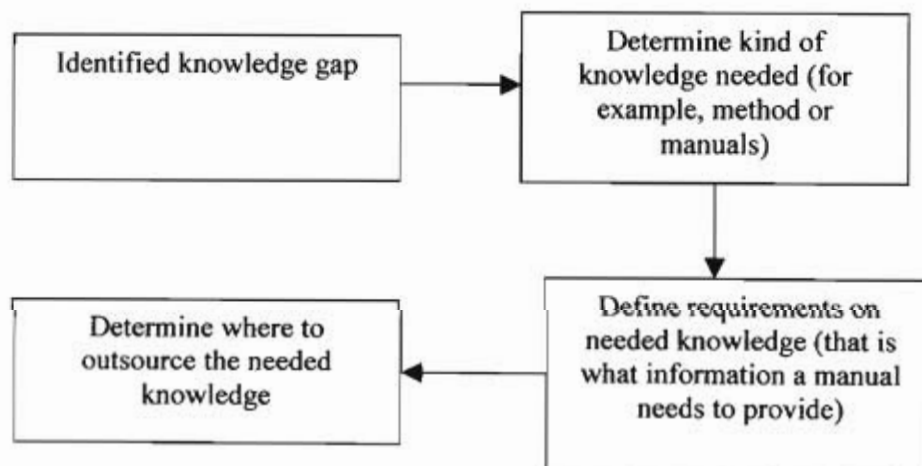 Identified knowledge gap
Determine kind of
knowledge needed (for
example, method or
manuals)
Define requirements on
needed knowledge (that is
what information a manual
needs to provide)
Determine where to
outsource the needed
knowledge